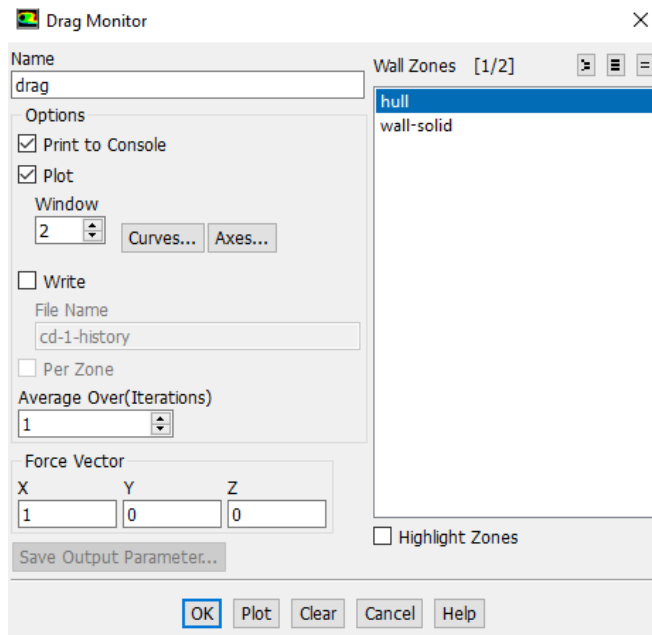 Drag Monitor
Name
drag
Options
Print to Console
Plot
Window
2
Curves... Axes...
Write
File Name
cd-1-history
Per Zone
Average Over(Iterations)
1
Force Vector
X Y Z
1 0 0
Save Output Parameter...
Wall Zones [1/2]
hull
wall-solid
Highlight Zones
OK Plot Clear Cancel Help